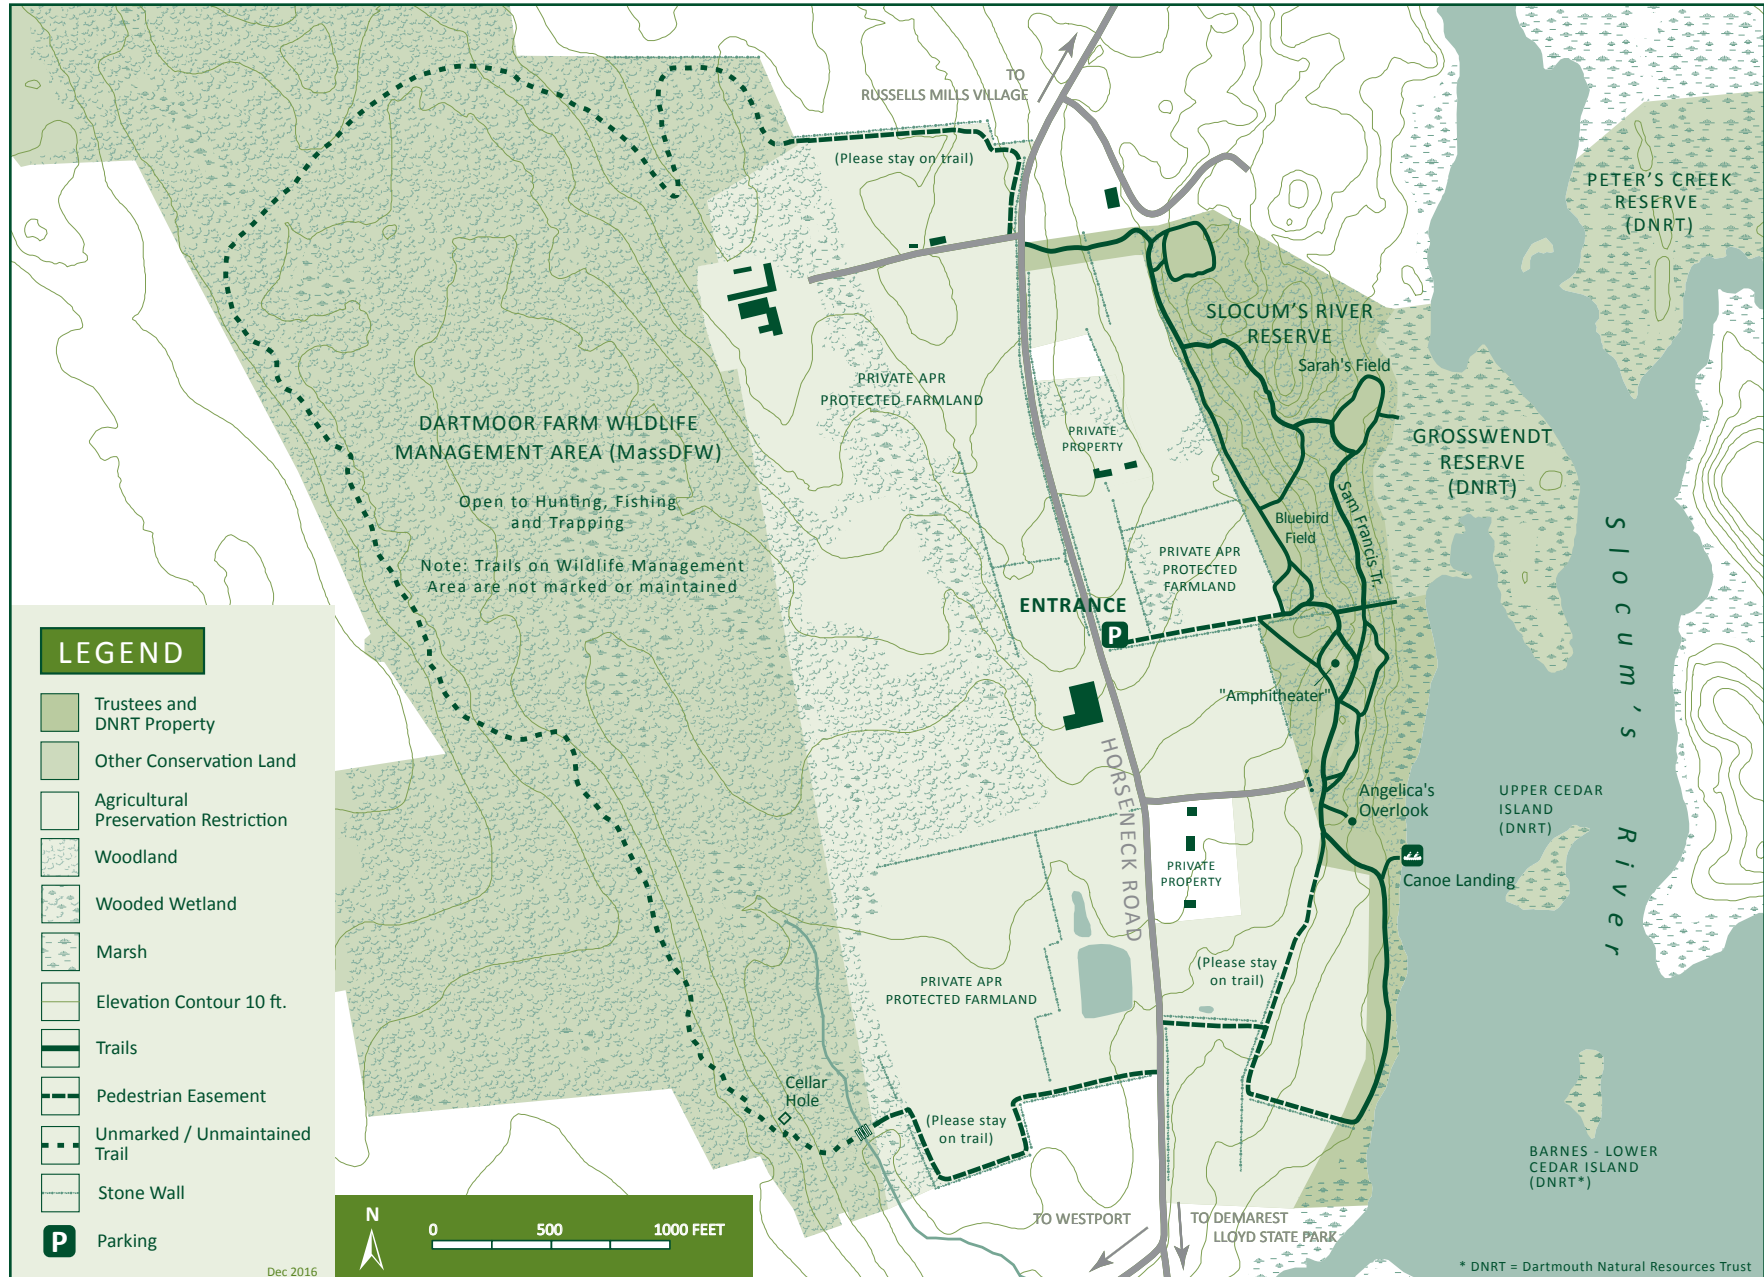 TO
RUSSELLS MILLS VILLAGE
(Please stay on trail)
PETER'S CREEK
RESERVE
(DNRT)
SLOCUM'S RIVER
RESERVE
Sarah's Field
PRIVATE APR
PROTECTED FARMLAND
DARTMOOR FARM WILDLIFE
MANAGEMENT AREA (MassDFW)
Open to Hunting, Fishing
and Trapping
Note: Trails on Wildlife Management
Area are not marked or maintained
PRIVATE
PROPERTY
GROSSWENDT
RESERVE
(DNRT)
Sam Francis Tr.
Bluebird
Field
PRIVATE APR
PROTECTED
FARMLAND
ENTRANCE
P
"Amphitheater"
Slocum's River
HORSENECK ROAD
Angelica's
Overlook
UPPER CEDAR
ISLAND
(DNRT)
PRIVATE
PROPERTY
Canoe Landing
(Please stay
on trail)
PRIVATE APR
PROTECTED FARMLAND
Cellar
Hole
(Please stay
on trail)
BARNES - LOWER
CEDAR ISLAND
(DNRT*)
TO WESTPORT
TO DEMAREST
LLOYD STATE PARK
LEGEND
Trustees and
DNRT Property
Other Conservation Land
Agricultural
Preservation Restriction
Woodland
Wooded Wetland
Marsh
Elevation Contour 10 ft.
Trails
Pedestrian Easement
Unmarked / Unmaintained
Trail
Stone Wall
P Parking
Dec 2016
N
0 500 1000 FEET
* DNRT = Dartmouth Natural Resources Trust